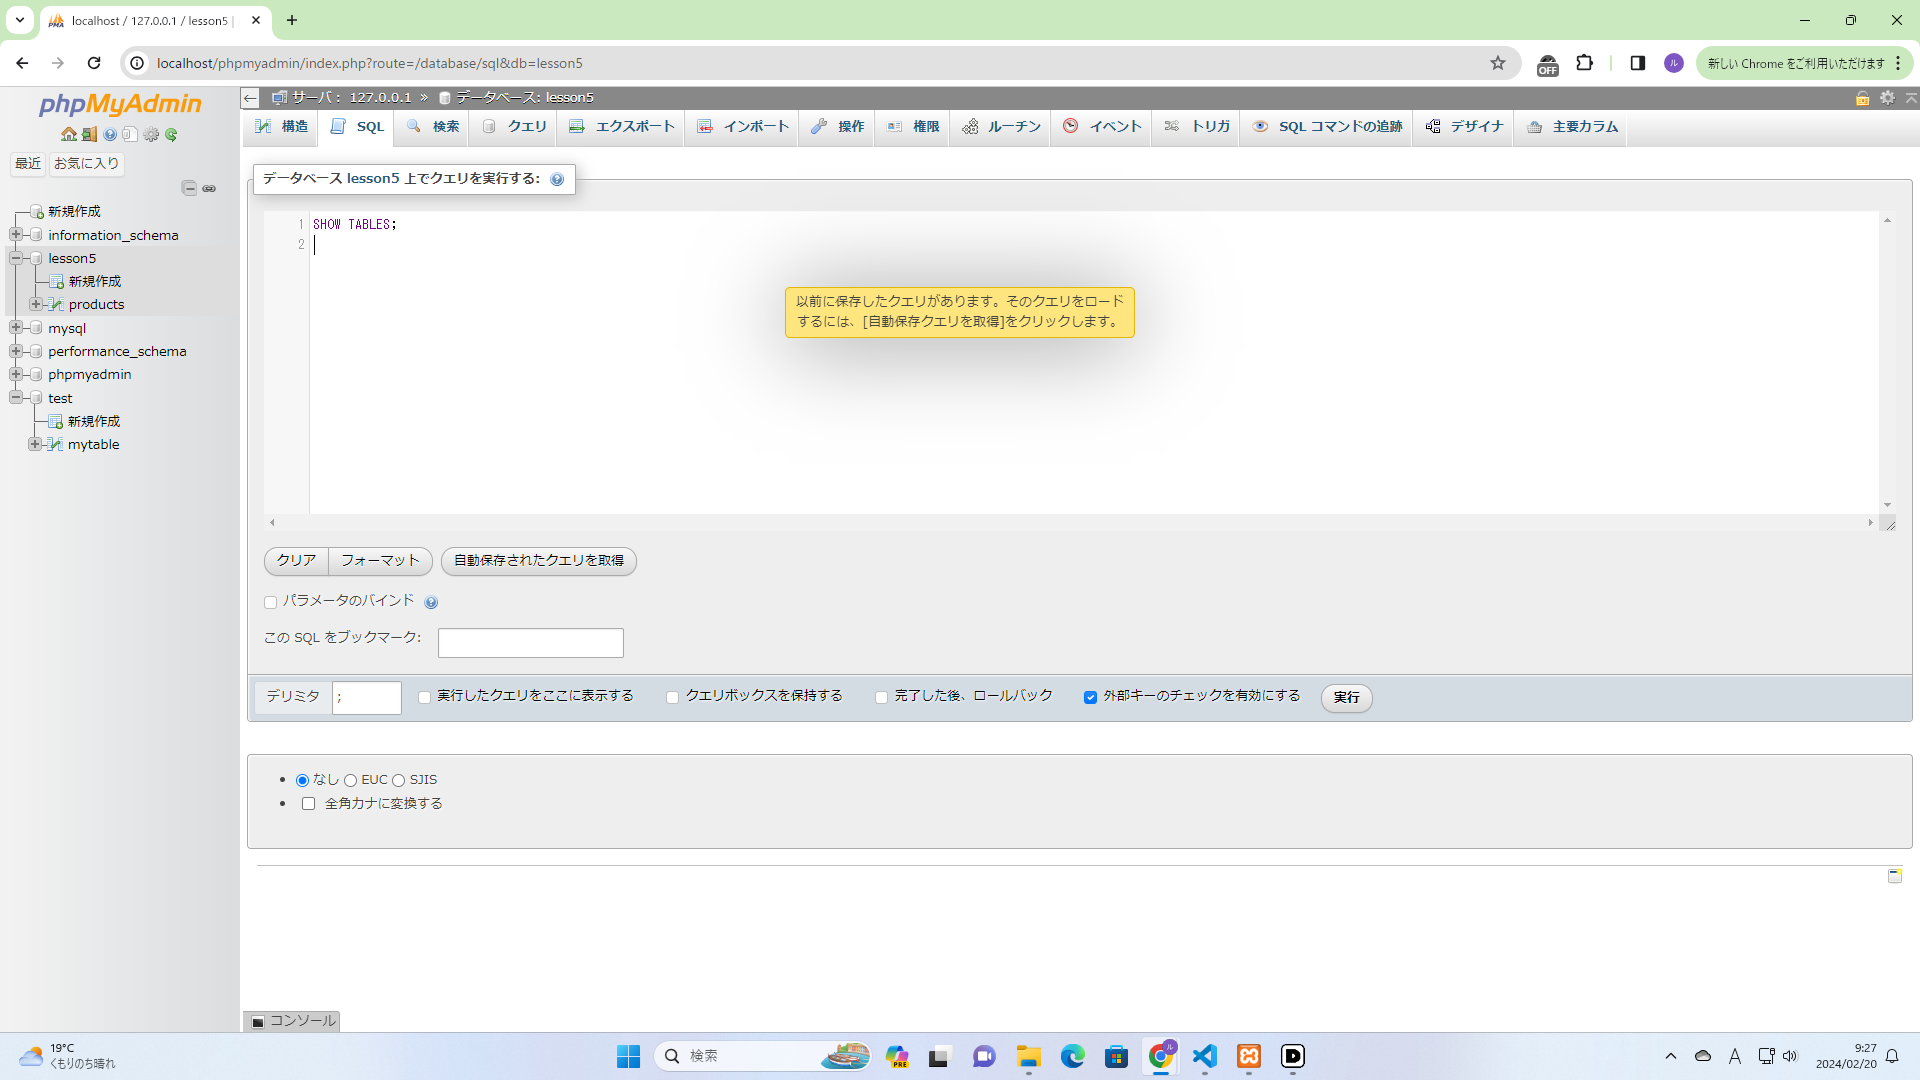 localhost / 127.0.0.1 / lesson5 |
localhost/phpmyadmin/index.php?route=/database/sql&db=lesson5
OFF
ル
新しい Chrome をご利用いただけます
phpMyAdmin
最近
お気に入り
新規作成
information_schema
lesson5
新規作成
products
mysql
performance_schema
phpmyadmin
test
新規作成
mytable
サーバ： 127.0.0.1 » データベース: lesson5
構造 SQL 検索 クエリ エクスポート インポート 操作 権限 ルーチン イベント トリガ SQL コマンドの追跡 デザイナ 主要カラム
データベース lesson5 上でクエリを実行する:
1 SHOW TABLES;
2
以前に保存したクエリがあります。そのクエリをロード
するには、[自動保存クエリを取得]をクリックします。
クリア フォーマット 自動保存されたクエリを取得
パラメータのバインド
この SQL をブックマーク:
デリミタ ; 実行したクエリをここに表示する クエリボックスを保持する 完了した後、ロールバック 外部キーのチェックを有効にする 実行
なし EUC SJIS
全角カナに変換する
コンソール
19°C
くもりのち晴れ
検索
PRE
ル
A
9:27
2024/02/20